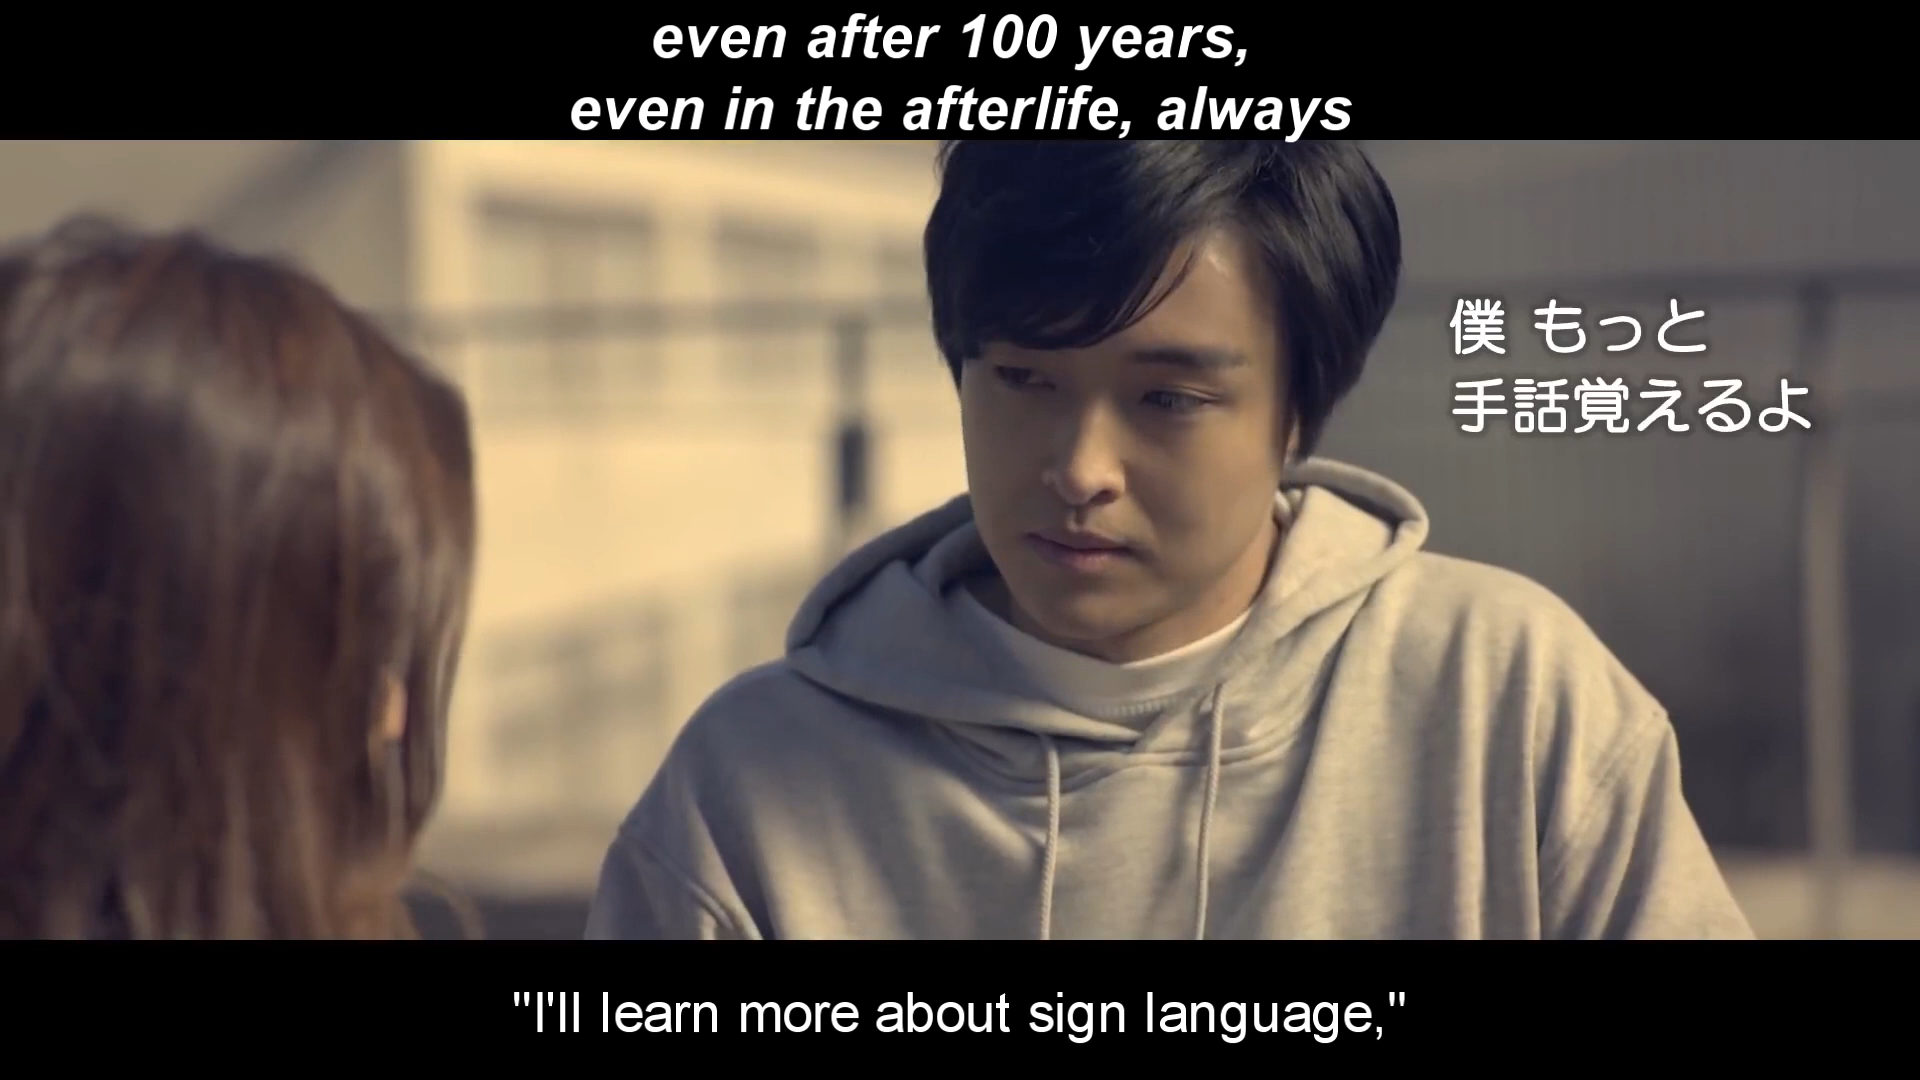 even after 100 years,
even in the afterlife, always
僕 もっと
手話覚えるよ
"I'll learn more about sign language,"